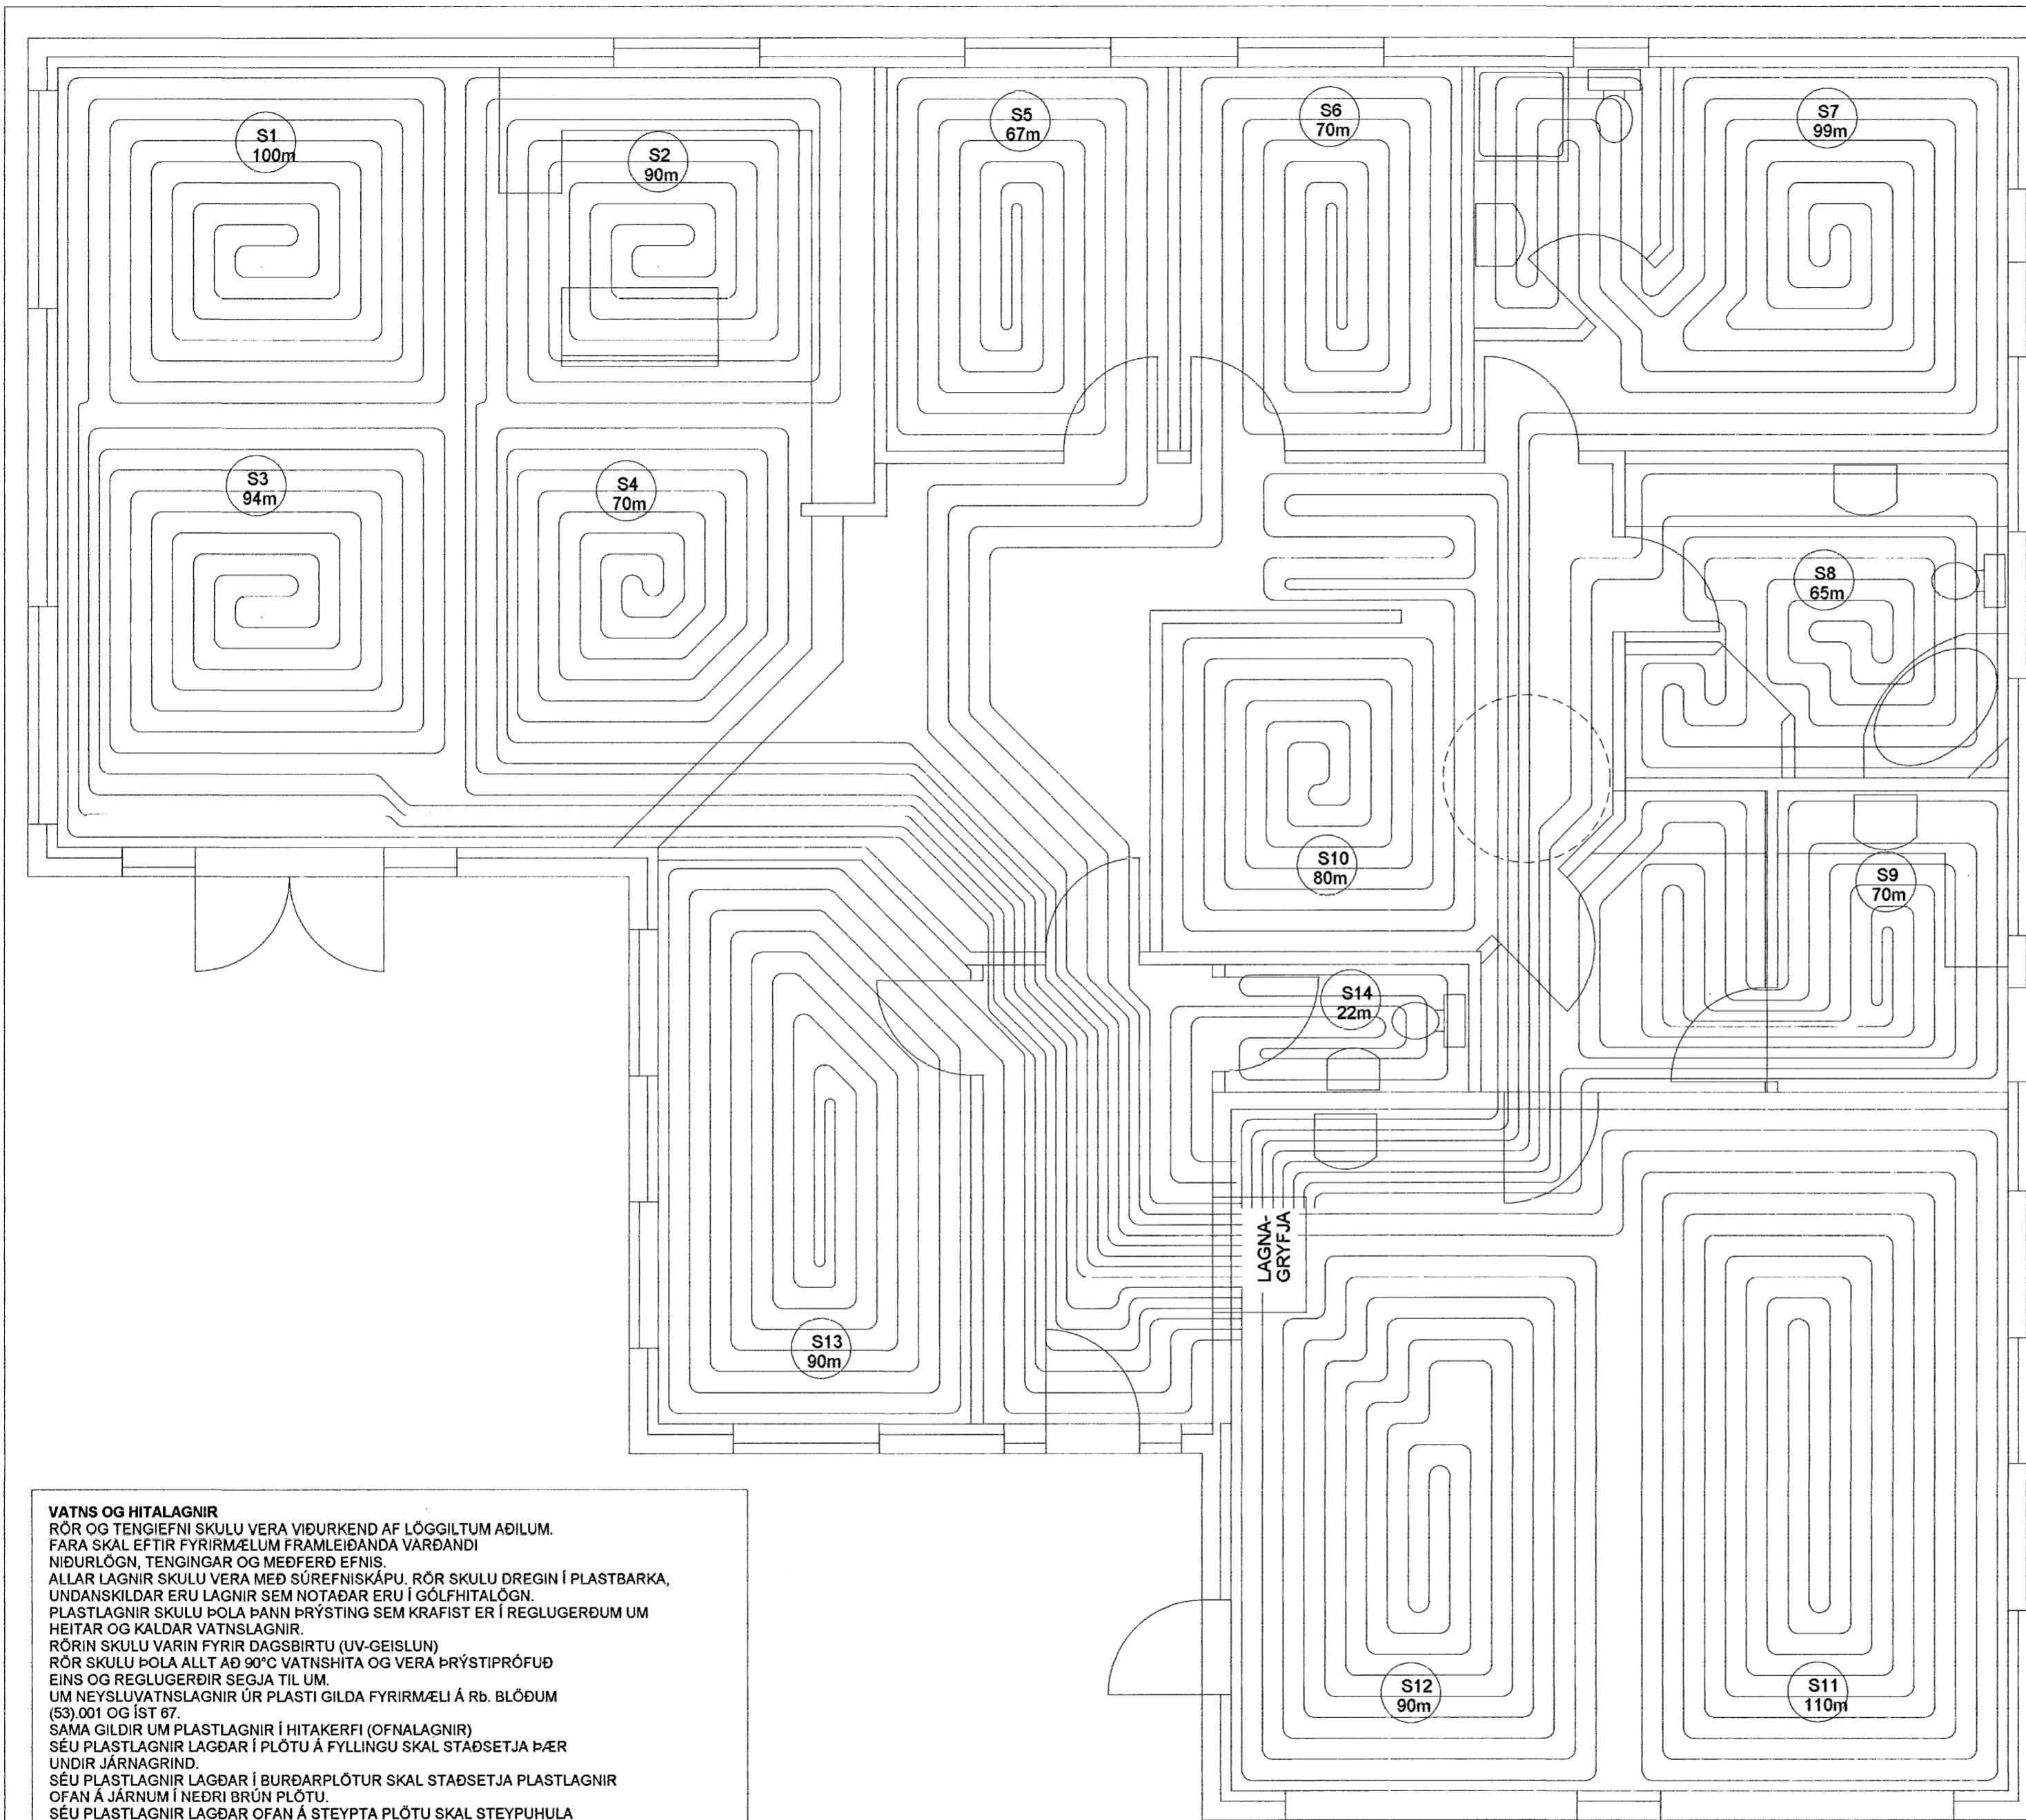 S1
100m
S2
90m
S5
67m
S6
70m
S7
99m
S3
94m
S4
70m
S8
65m
S10
80m
S9
70m
S14
22m
LAGNA-
GRYFJA
S13
90m
S12
90m
S11
110m
VATNS OG HITALAGNIR
RÖR OG TENGIEFNI SKULU VERA VIÐURKEND AF LÖGGILTUM AÐILUM.
FARA SKAL EFTIR FYRIRMÆLUM FRAMLEIÐANDA VARÐANDI
NIÐURLÖGN, TENGINGAR OG MEÐFERÐ EFNIS.
ALLAR LAGNIR SKULU VERA MEÐ SÚREFNISKÁPU. RÖR SKULU DREGIN Í PLASTBARKA,
UNDANSKILDAR ERU LAGNIR SEM NOTAÐAR ERU Í GÓLFHITALÖGN.
PLASTLAGNIR SKULU ÞOLA ÞANN ÞRÝSTING SEM KRAFIST ER Í REGLUGERÐUM UM
HEITAR OG KALDAR VATNSLAGNIR.
RÖRIN SKULU VARIN FYRIR DAGSBIRTU (UV-GEISLUN)
RÖR SKULU ÞOLA ALLT AÐ 90°C VATNSHITA OG VERA ÞRÝSTIPRÓFUÐ
EINS OG REGLUGERÐIR SEGJA TIL UM.
UM NEYSLUVATNSLAGNIR ÚR PLASTI GILDA FYRIRMÆLI Á Rb. BLÖÐUM
(53).001 OG ÍST 67.
SAMA GILDIR UM PLASTLAGNIR Í HITAKERFI (OFNALAGNIR)
SÉU PLASTLAGNIR LAGÐAR Í PLÖTU Á FYLLINGU SKAL STAÐSETJA ÞÆR
UNDIR JÁRNAGRIND.
SÉU PLASTLAGNIR LAGÐAR Í BURÐARPLÖTUR SKAL STAÐSETJA PLASTLAGNIR
OFAN Á JÁRNUM Í NEÐRI BRÚN PLÖTU.
SÉU PLASTLAGNIR LAGÐAR OFAN Á STEYPTA PLÖTU SKAL STEYPUHULA